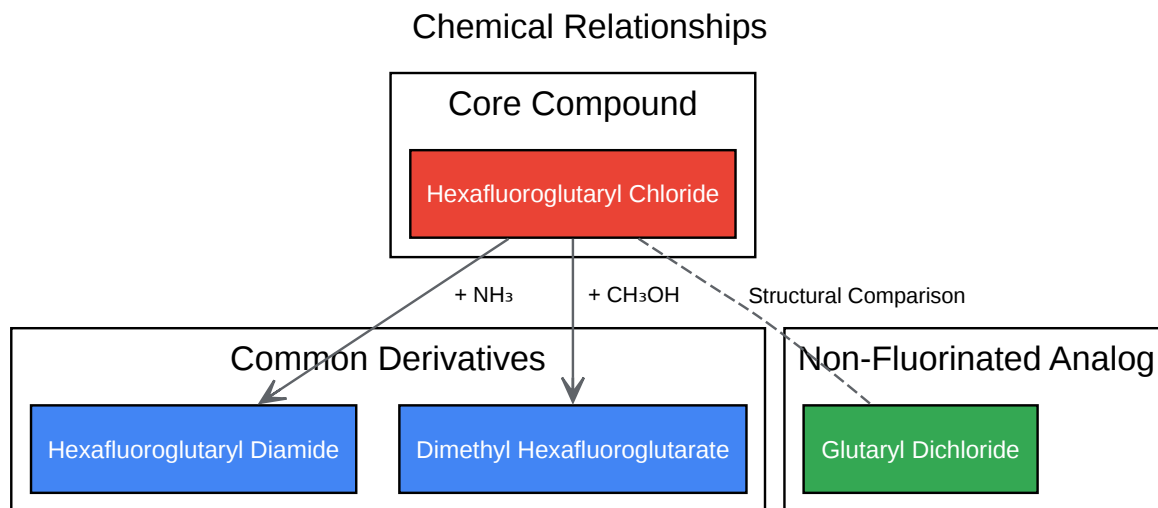 Chemical Relationships
Core Compound
Hexafluoroglutaryl Chloride
+ NH₃
+ CH₃OH
Structural Comparison
Common Derivatives
Non-Fluorinated Analog
Hexafluoroglutaryl Diamide
Dimethyl Hexafluoroglutarate
Glutaryl Dichloride